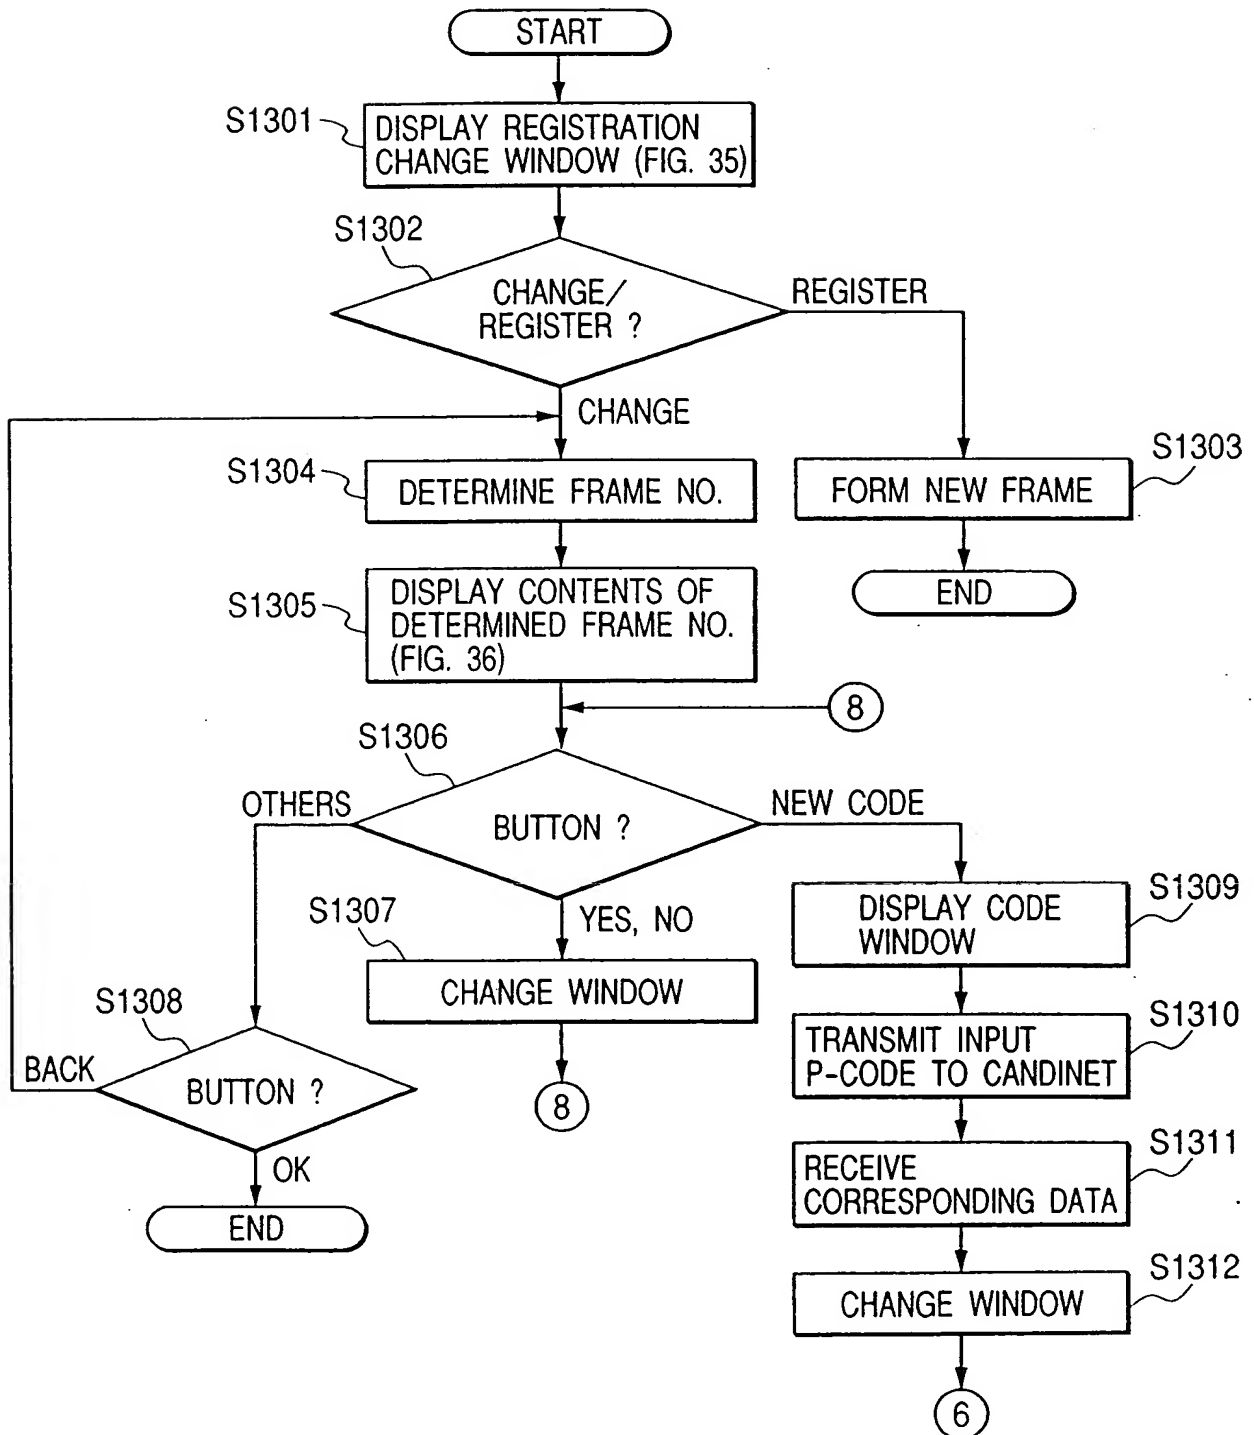 START
S1301
DISPLAY REGISTRATION
CHANGE WINDOW (FIG. 35)
S1302
CHANGE/
REGISTER ?
REGISTER
CHANGE
S1303
FORM NEW FRAME
END
S1304
DETERMINE FRAME NO.
S1305
DISPLAY CONTENTS OF
DETERMINED FRAME NO.
(FIG. 36)
8
S1306
BUTTON ?
OTHERS
NEW CODE
YES, NO
S1307
CHANGE WINDOW
8
S1308
BUTTON ?
BACK
OK
END
S1309
DISPLAY CODE
WINDOW
S1310
TRANSMIT INPUT
P-CODE TO CANDINET
S1311
RECEIVE
CORRESPONDING DATA
S1312
CHANGE WINDOW
6